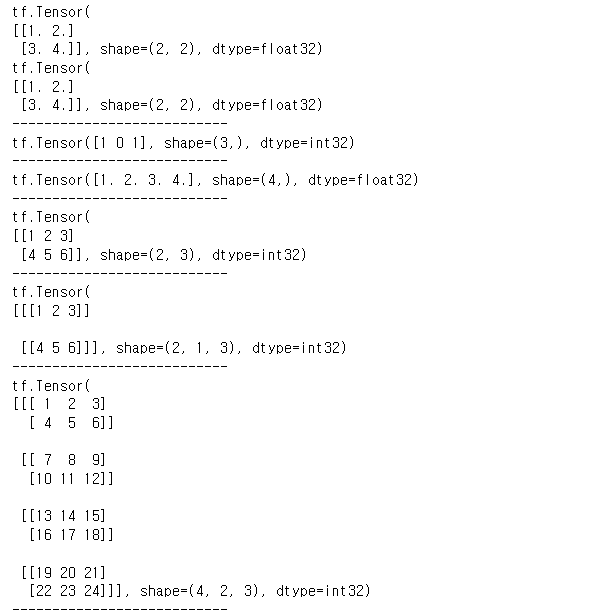 tf.Tensor(
[[1. 2.]
 [3. 4.]], shape=(2, 2), dtype=float32)
tf.Tensor(
[[1. 2.]
 [3. 4.]], shape=(2, 2), dtype=float32)
---------------------------
tf.Tensor([1 0 1], shape=(3,), dtype=int32)
---------------------------
tf.Tensor([1. 2. 3. 4.], shape=(4,), dtype=float32)
---------------------------
tf.Tensor(
[[1 2 3]
 [4 5 6]], shape=(2, 3), dtype=int32)
---------------------------
tf.Tensor(
[[[1 2 3]]

 [[4 5 6]]], shape=(2, 1, 3), dtype=int32)
---------------------------
tf.Tensor(
[[[ 1  2  3]
  [ 4  5  6]]

 [[ 7  8  9]
  [10 11 12]]

 [[13 14 15]
  [16 17 18]]

 [[19 20 21]
  [22 23 24]]], shape=(4, 2, 3), dtype=int32)
---------------------------